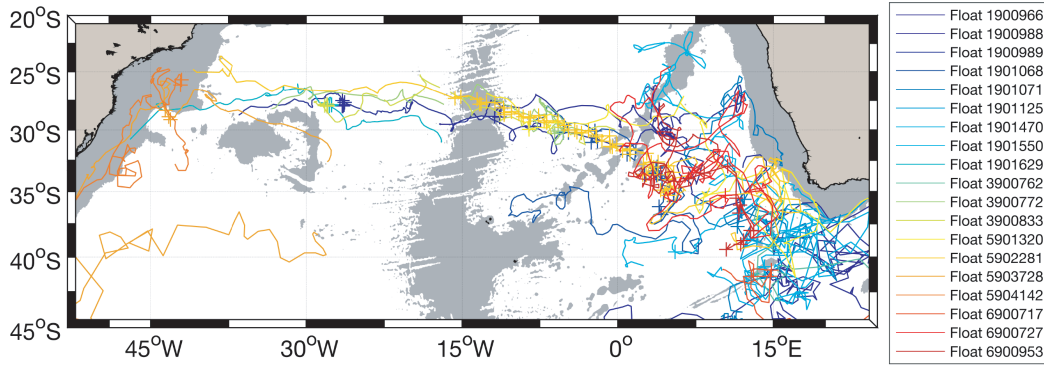 20°S
25°S
30°S
35°S
40°S
45°S
45°W
30°W
15°W
0°
15°E
Float 1900966
Float 1900988
Float 1900989
Float 1901068
Float 1901071
Float 1901125
Float 1901470
Float 1901550
Float 1901629
Float 3900762
Float 3900772
Float 3900833
Float 5901320
Float 5902281
Float 5903728
Float 5904142
Float 6900717
Float 6900727
Float 6900953